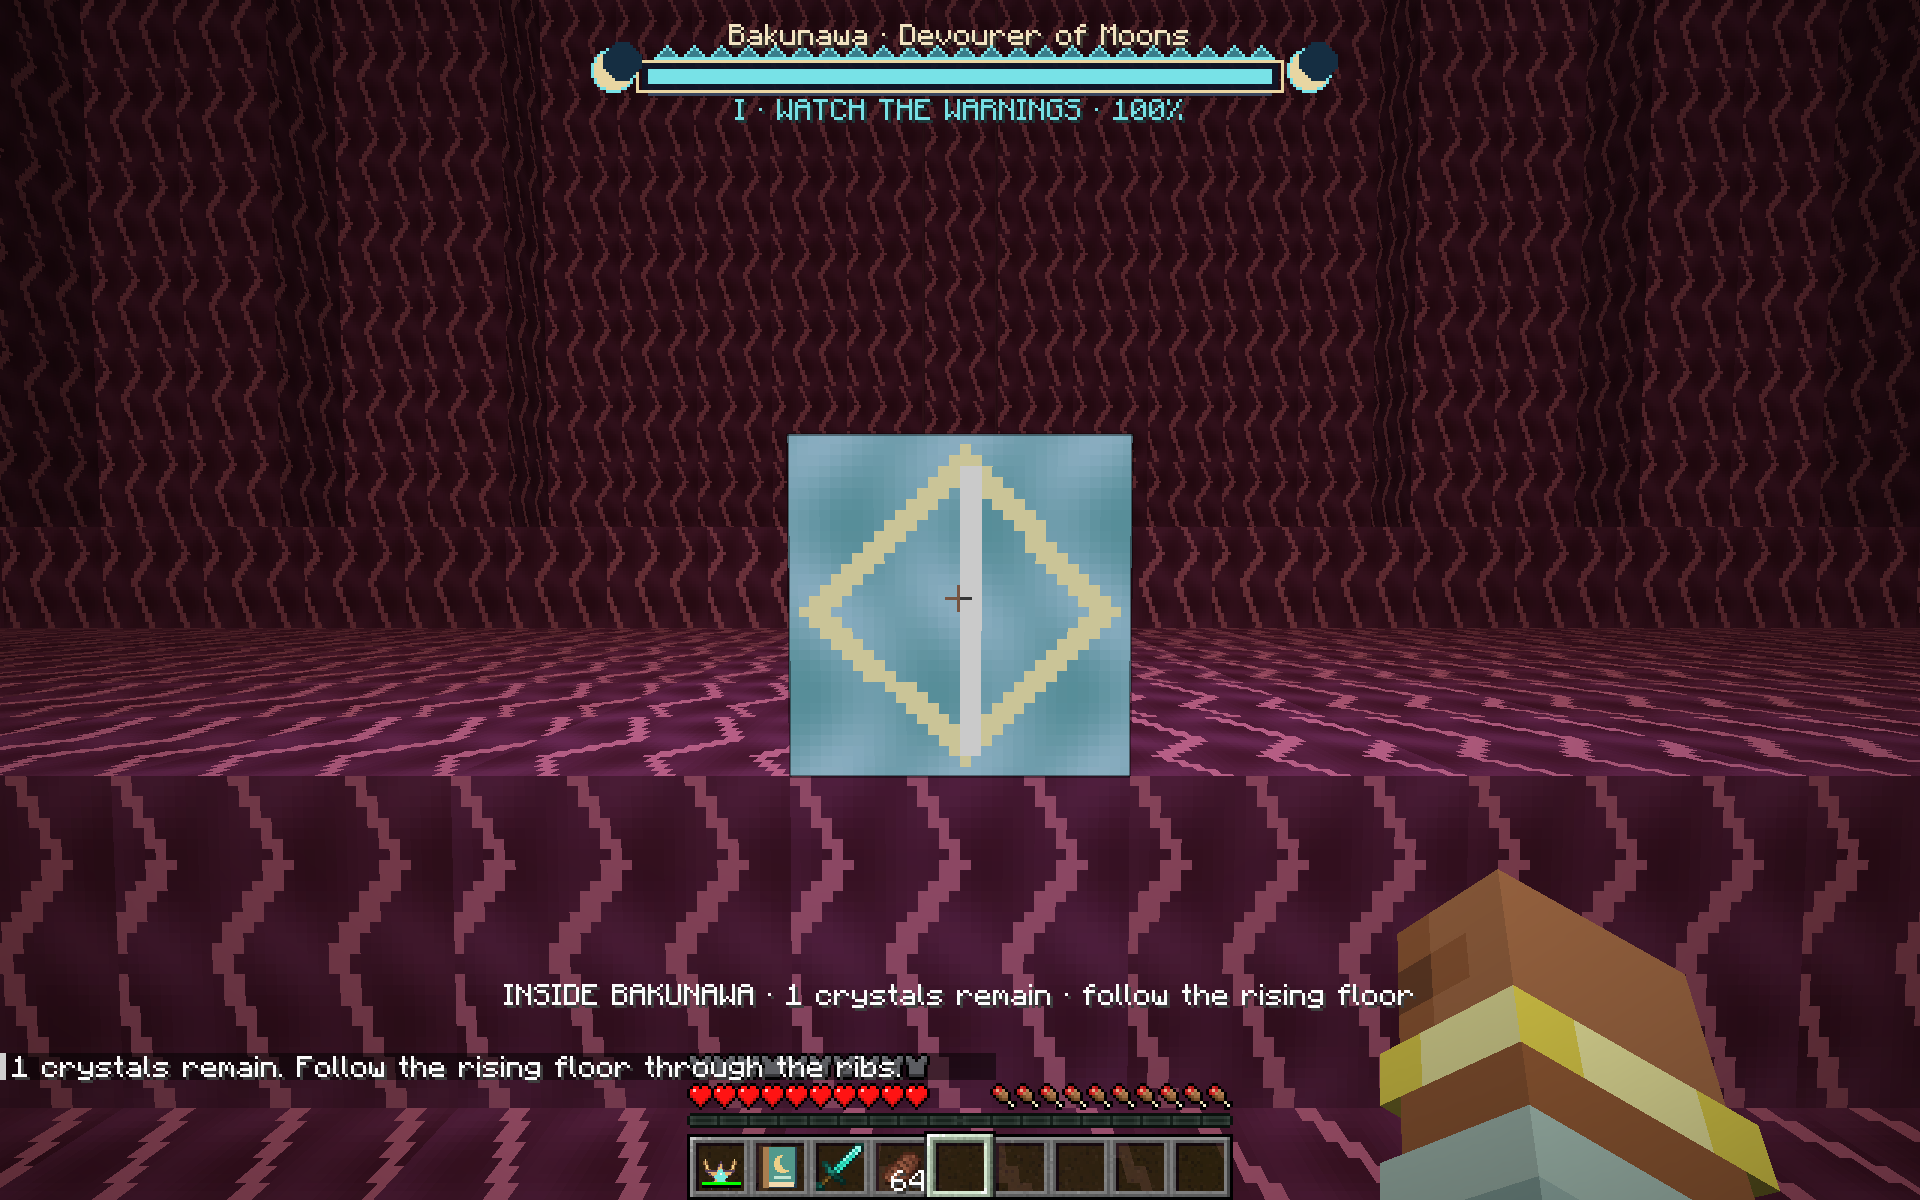 Bakunawa · Devourer of Moons
I · WATCH THE WARNINGS · 100%
INSIDE BAKUNAWA · 1 crystals remain · follow the rising floor
1 crystals remain. Follow the rising floor through the ribs.
64